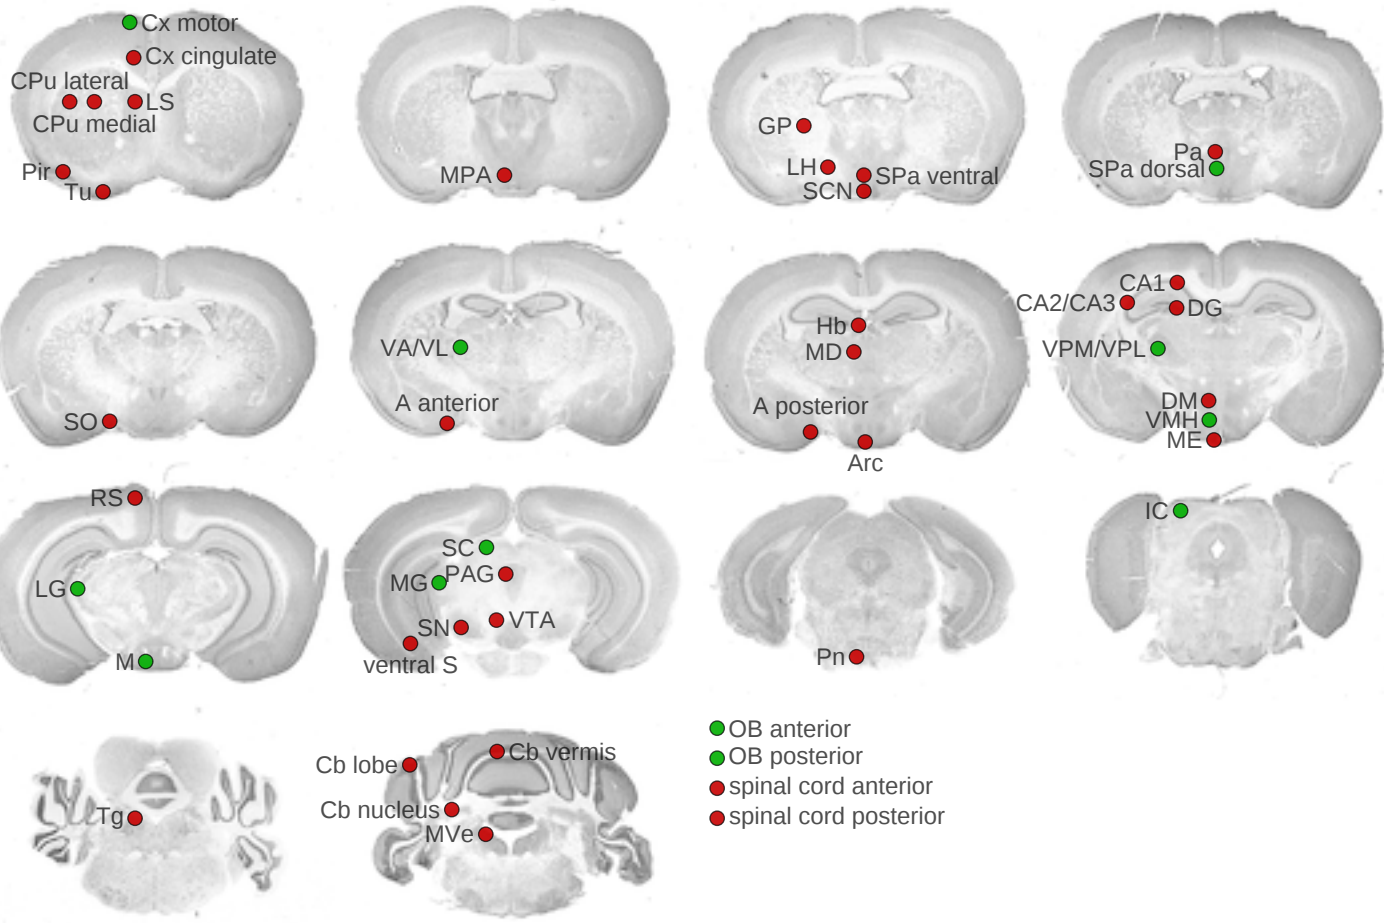 Cx motor
Cx cingulate
CPu lateral
LS
CPu medial
Pir
Tu
MPA
GP
LH
SPa ventral
SCN
Pa
SPa dorsal
SO
VA/VL
A anterior
Hb
MD
A posterior
Arc
CA1
CA2/CA3
DG
VPM/VPL
DM
VMH
ME
RS
LG
M
SC
MG
PAG
SN
VTA
ventral S
Pn
IC
Tg
Cb lobe
Cb vermis
Cb nucleus
MVe
OB anterior
OB posterior
spinal cord anterior
spinal cord posterior